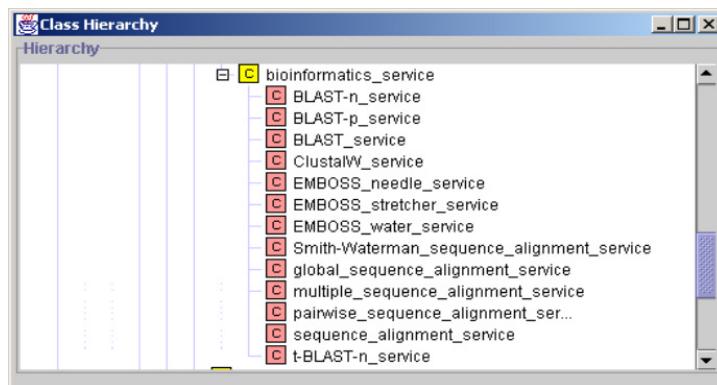 Class Hierarchy
Hierarchy
C bioinformatics_service
C BLAST-n_service
C BLAST-p_service
C BLAST_service
C ClustalW_service
C EMBOSS_needle_service
C EMBOSS_stretcher_service
C EMBOSS_water_service
C Smith-Waterman_sequence_alignment_service
C global_sequence_alignment_service
C multiple_sequence_alignment_service
C pairwise_sequence_alignment_ser...
C sequence_alignment_service
C t-BLAST-n_service